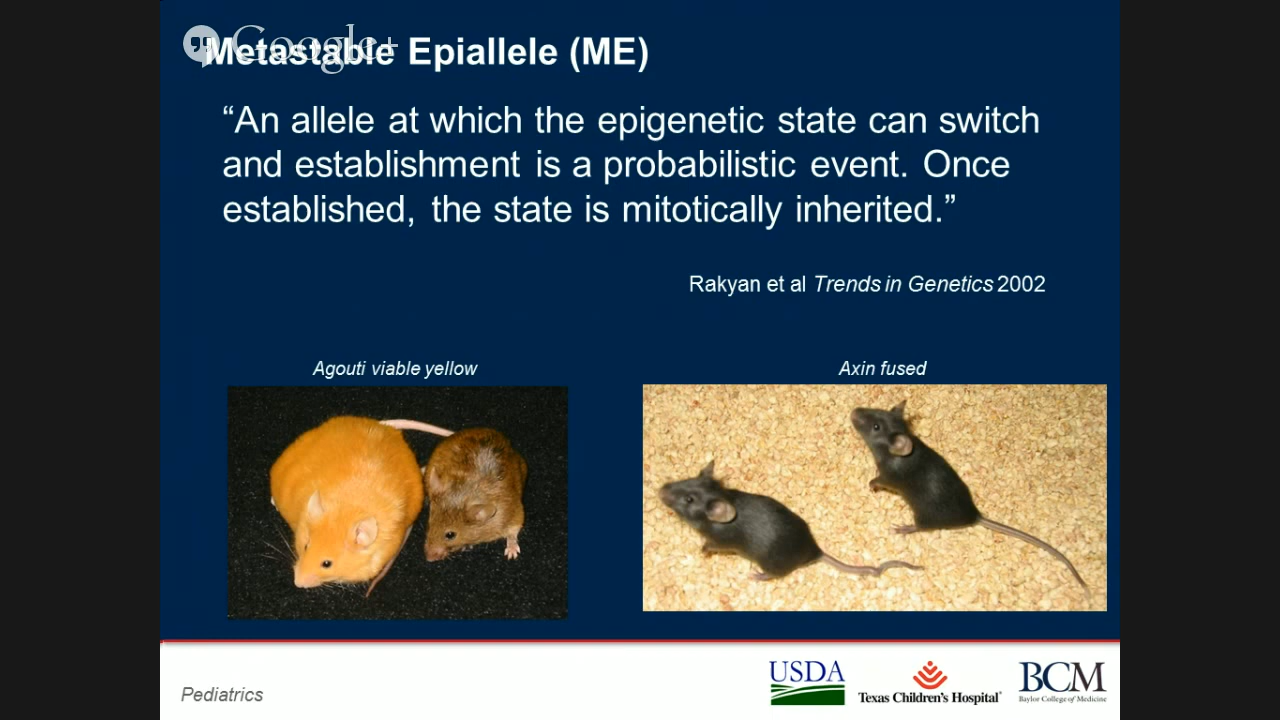 Google+
Metastable Epiallele (ME)
“An allele at which the epigenetic state can switch
and establishment is a probabilistic event. Once
established, the state is mitotically inherited.”
Rakyan et al Trends in Genetics 2002
Agouti viable yellow
Axin fused
Pediatrics
USDA
Texas Children's Hospital®
BCM
Baylor College of Medicine